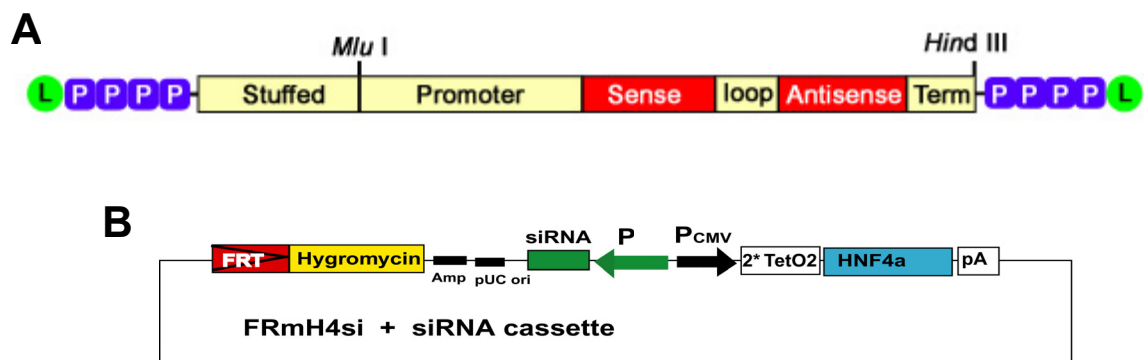 A
Mlu I
Hind III
L P P P P Stuffed Promoter Sense loop Antisense Term P P P P L
B
siRNA P PCMV
FRT Hygromycin 2* TetO2 HNF4a pA
Amp pUC ori
FRmH4si + siRNA cassette